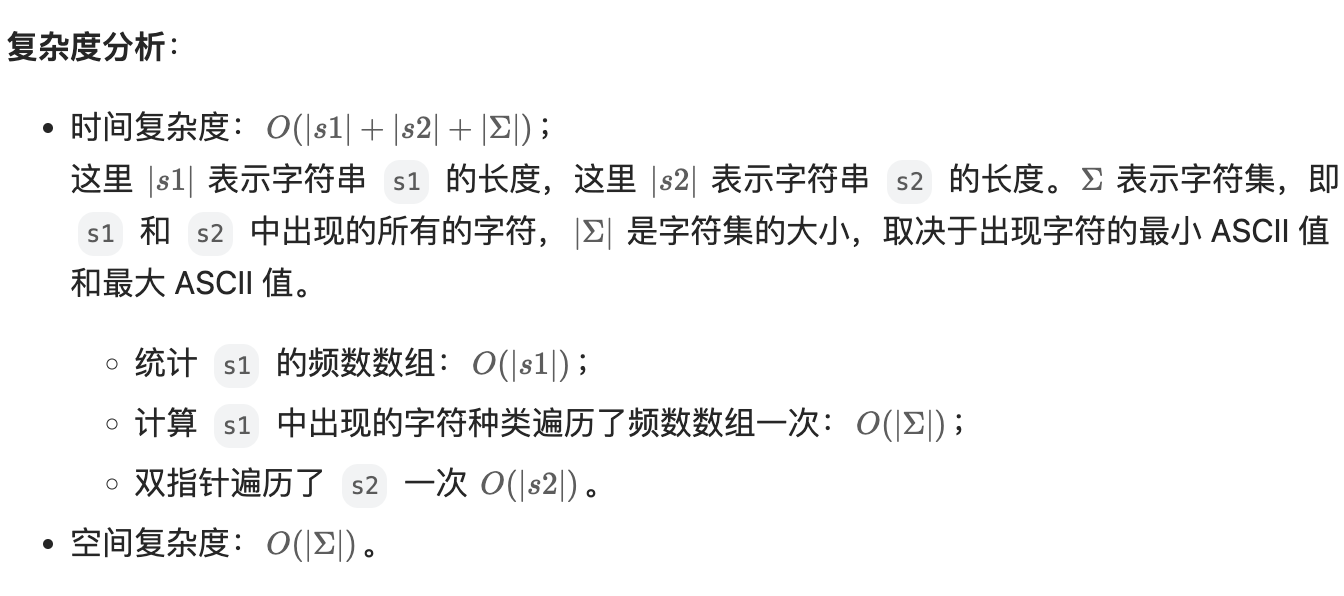 复杂度分析：
时间复杂度： O(|s1| + |s2| + |Σ|)；
这里 |s1| 表示字符串 s1 的长度，这里 |s2| 表示字符串 s2 的长度。Σ 表示字符集，即
s1 和 s2 中出现的所有的字符， |Σ| 是字符集的大小，取决于出现字符的最小 ASCII 值
和最大 ASCII 值。
统计 s1 的频数数组： O(|s1|)；
计算 s1 中出现的字符种类遍历了频数数组一次： O(|Σ|)；
双指针遍历了 s2 一次 O(|s2|)。
空间复杂度： O(|Σ|)。